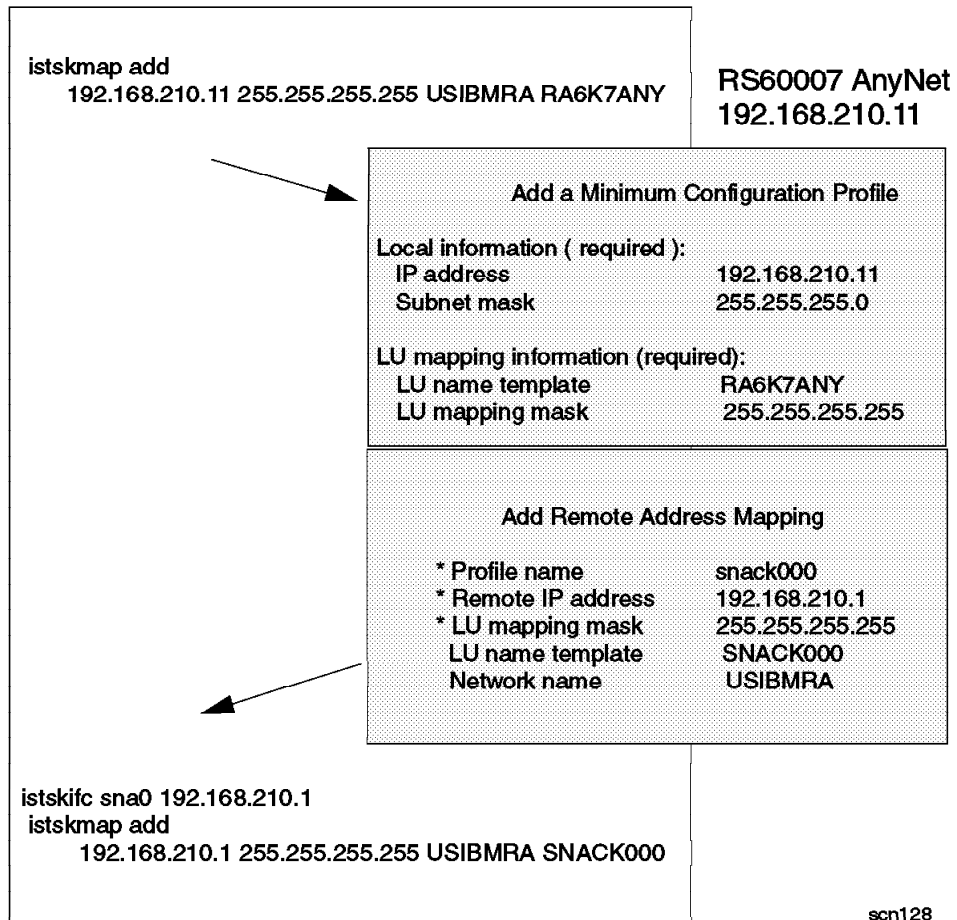 istskmap add
192.168.210.11 255.255.255.255 USIBMRA RA6K7ANY
RS60007 AnyNet
192.168.210.11
Add a Minimum Configuration Profile
Local information ( required ):
IP address 192.168.210.11
Subnet mask 255.255.255.0
LU mapping information (required):
LU name template RA6K7ANY
LU mapping mask 255.255.255.255
Add Remote Address Mapping
* Profile name snack000
* Remote IP address 192.168.210.1
* LU mapping mask 255.255.255.255
LU name template SNACK000
Network name USIBMRA
istskifc sna0 192.168.210.1
istskmap add
192.168.210.1 255.255.255.255 USIBMRA SNACK000
scn128